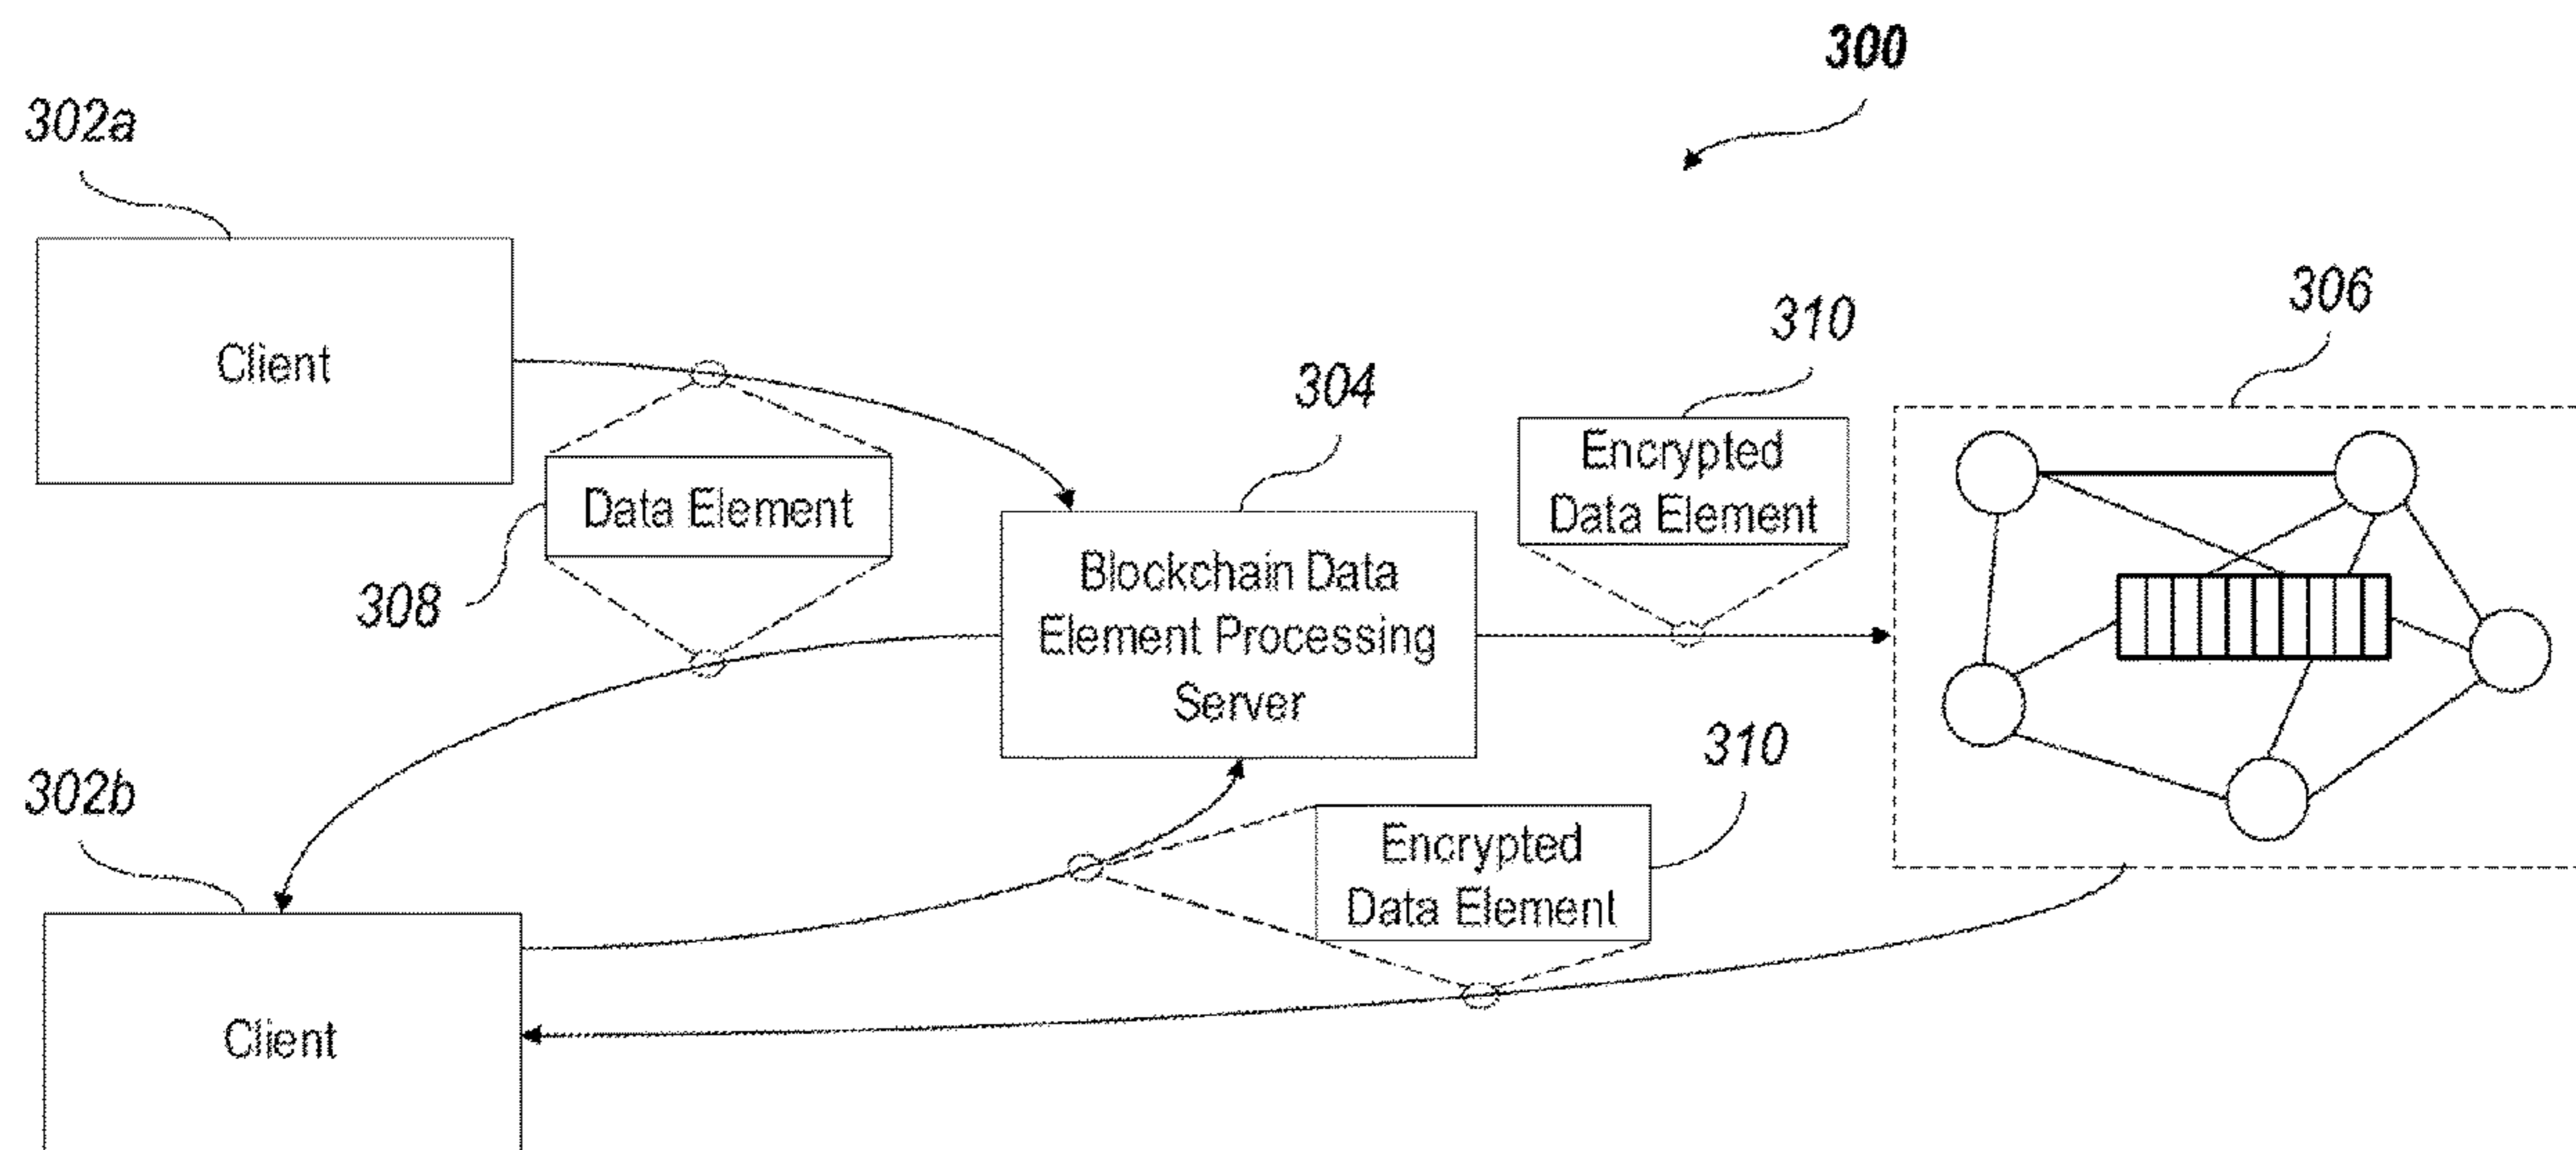 300
302a
Client
306
310
Encrypted
Data Element
304
Data Element
308
Blockchain Data
Element Processing
Server
310
Encrypted
Data Element
302b
Client